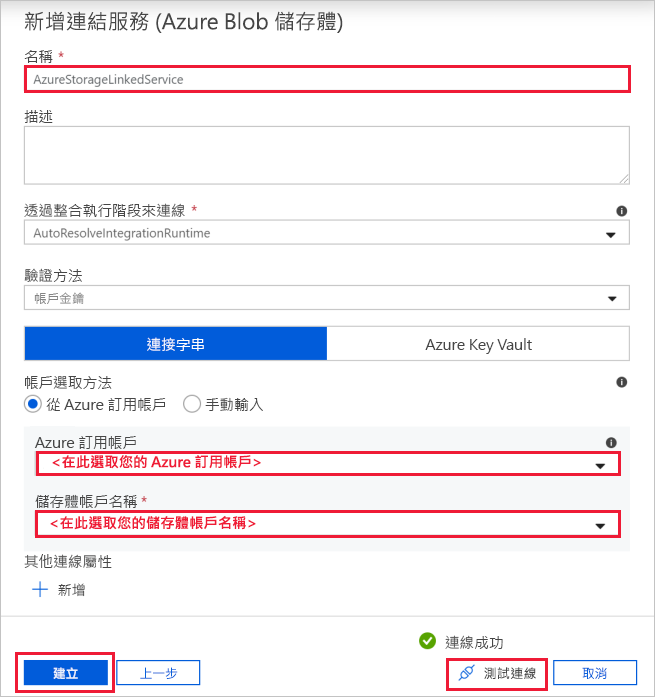 新增連結服務 (Azure Blob 儲存體)
名稱 *
AzureStorageLinkedService
描述
透過整合執行階段來連線 *
AutoResolveIntegrationRuntime
驗證方法
帳戶金鑰
連接字串 Azure Key Vault
帳戶選取方法
從 Azure 訂用帳戶 手動輸入
Azure 訂用帳戶
<在此選取您的 Azure 訂用帳戶>
儲存體帳戶名稱 *
<在此選取您的儲存體帳戶名稱>
其他連線屬性
+ 新增
連線成功
建立 上一步 測試連線 取消